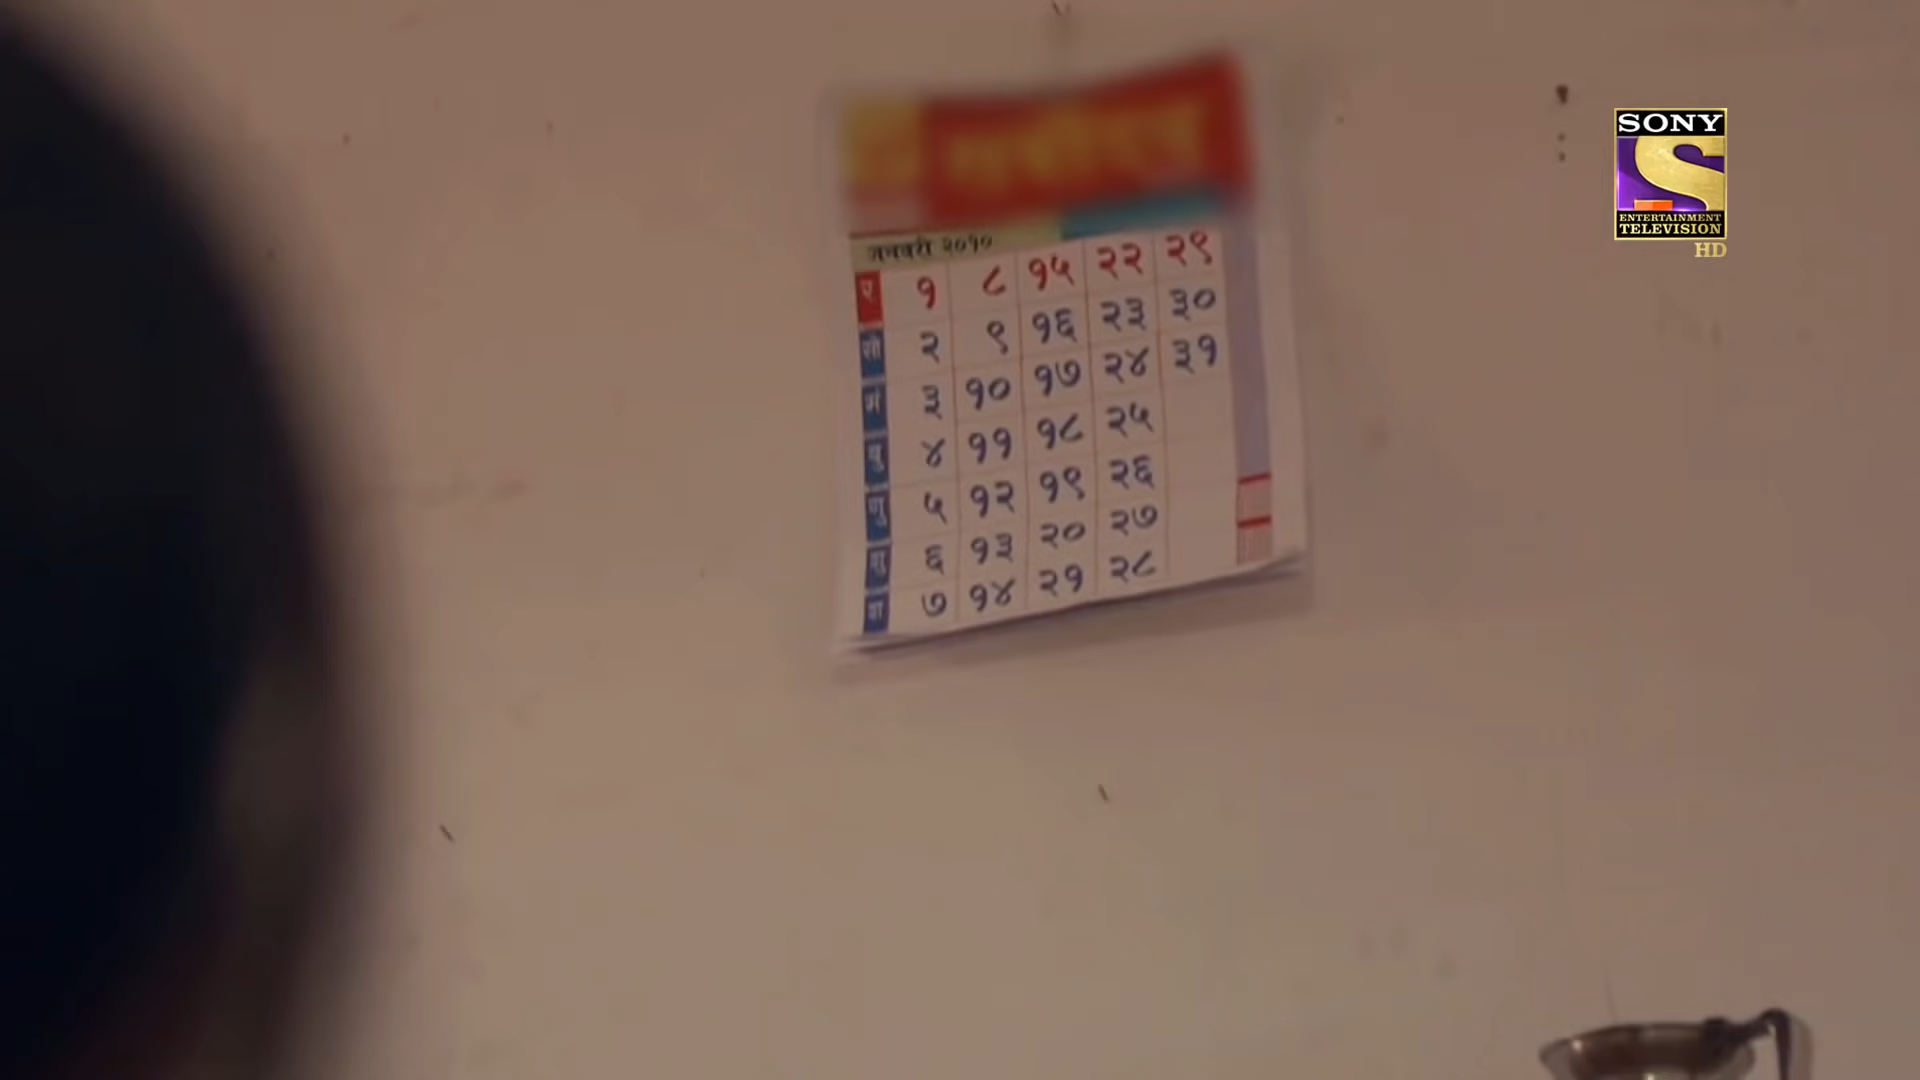 SONY
ENTERTAINMENT
TELEVISION
HD
जनवरी २०१०
र १ ८ १५ २२ २९
सो २ ९ १६ २३ ३०
मं ३ १० १७ २४ ३१
बु ४ ११ १८ २५
गु ५ १२ १९ २६
शु ६ १३ २० २७
श ७ १४ २१ २८